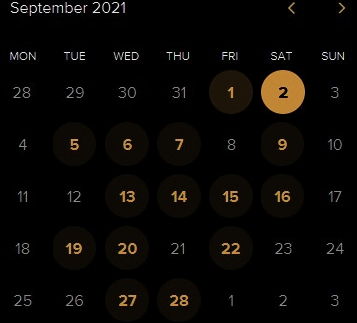 September 2021
MON TUE WED THU FRI SAT SUN
28 29 30 31 1 2 3
4 5 6 7 8 9 10
11 12 13 14 15 16 17
18 19 20 21 22 23 24
25 26 27 28 1 2 3